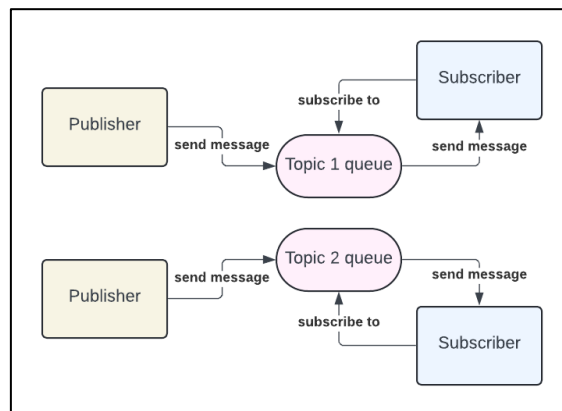 Subscriber
subscribe to
Publisher
send message
send message
Topic 1 queue
Topic 2 queue
send message
send message
Publisher
subscribe to
Subscriber